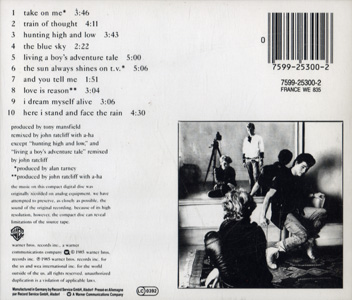 1 take on me* 3:46
2 train of thought 4:11
3 hunting high and low 3:43
4 the blue sky 2:22
5 living a boy's adventure tale 5:00
6 the sun always shines on t.v.* 5:06
7 and you tell me 1:51
8 love is reason** 3:04
9 i dream myself alive 3:06
10 here i stand and face the rain 4:30
produced by tony mansfield
remixed by john ratcliff with a-ha
except "hunting high and low," and
"living a boy's adventure tale" remixed
by john ratcliff
*produced by alan tarney
**produced by john ratcliff with a-ha
the music on this compact digital disc was
originally recorded on analog equipment. we have
attempted to preserve, as closely as possible, the
sound of the original recording. because of its high
resolution, however, the compact disc can reveal
limitations of the source tape.
warner bros. records inc., a warner
communications company ℗ © 1985 warner bros.
records inc. ℗ 1985 warner bros. records inc. for
the us and wea international inc. for the world
outside of the us. all rights reserved. unauthorized
duplication is a violation of applicable laws.
Manufactured in Germany by Record Service GmbH, Alsdorf · Printed in Allemagne
par Record Service GmbH, Alsdorf A Warner Communications Company
LC 0392
0
7599-25300-2
7599-25300-2
FRANCE WE 835